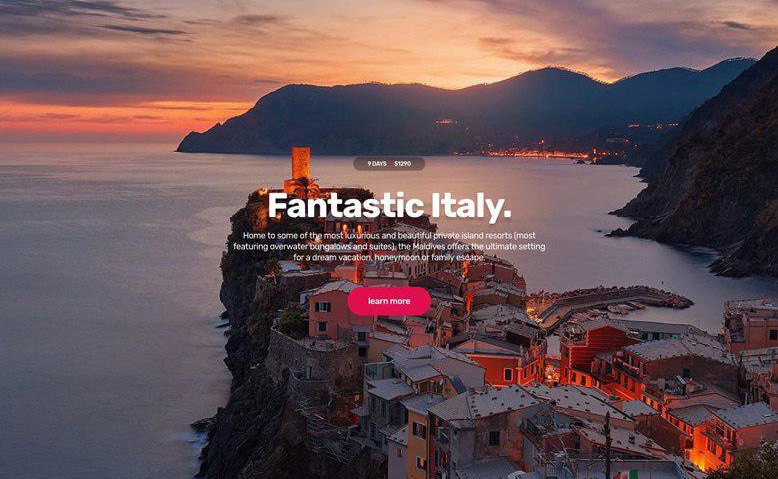 9 DAYS $1290
Fantastic Italy.
Home to some of the most luxurious and beautiful private island resorts (most
featuring overwater bungalows and suites), the Maldives offers the ultimate setting
for a dream vacation, honeymoon or family escape.
learn more